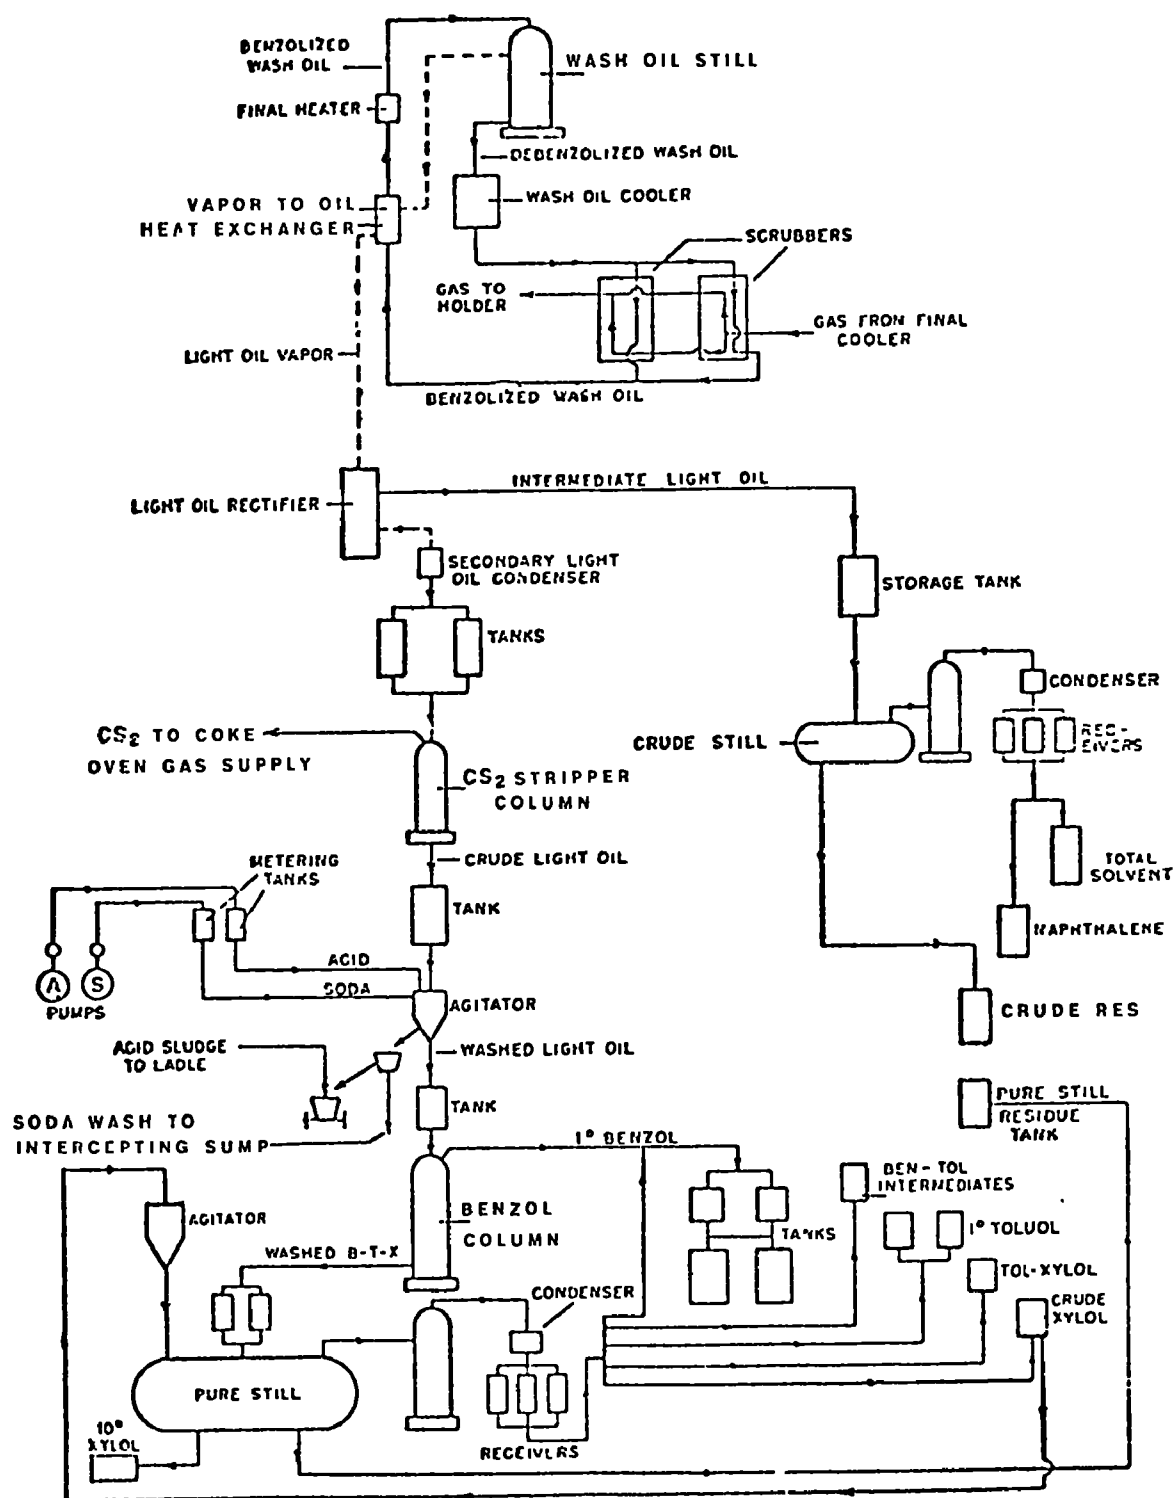 BENZOLIZED
WASH OIL
WASH OIL STILL
FINAL HEATER
DEBENZOLIZED WASH OIL
WASH OIL COOLER
VAPOR TO OIL
HEAT EXCHANGER
SCRUBBERS
GAS TO
HOLDER
GAS FROM FINAL
COOLER
LIGHT OIL VAPOR
BENZOLIZED WASH OIL
INTERMEDIATE LIGHT OIL
LIGHT OIL RECTIFIER
SECONDARY LIGHT
OIL CONDENSER
STORAGE TANK
TANKS
CONDENSER
REC-
EIVERS
CS2 TO COKE
OVEN GAS SUPPLY
CRUDE STILL
CS2 STRIPPER
COLUMN
CRUDE LIGHT OIL
METERING
TANKS
TOTAL
SOLVENT
TANK
NAPHTHALENE
ACID
SODA
A
S
PUMPS
AGITATOR
CRUDE RES
WASHED LIGHT OIL
ACID SLUDGE
TO LADLE
TANK
PURE STILL
RESIDUE
TANK
SODA WASH TO
INTERCEPTING SUMP
1° BENZOL
BEN-TOL
INTERMEDIATES
AGITATOR
BENZOL
COLUMN
TANKS
1° TOLUOL
WASHED B-T-X
TOL-XYLOL
CONDENSER
CRUDE
XYLOL
PURE STILL
10°
XYLOL
RECEIVERS